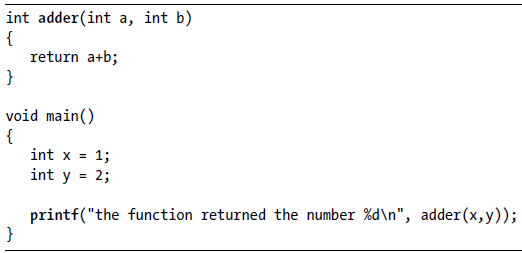 int adder(int a, int b)
{
   return a+b;
}

void main()
{
   int x = 1;
   int y = 2;

   printf("the function returned the number %d\n", adder(x,y));
}